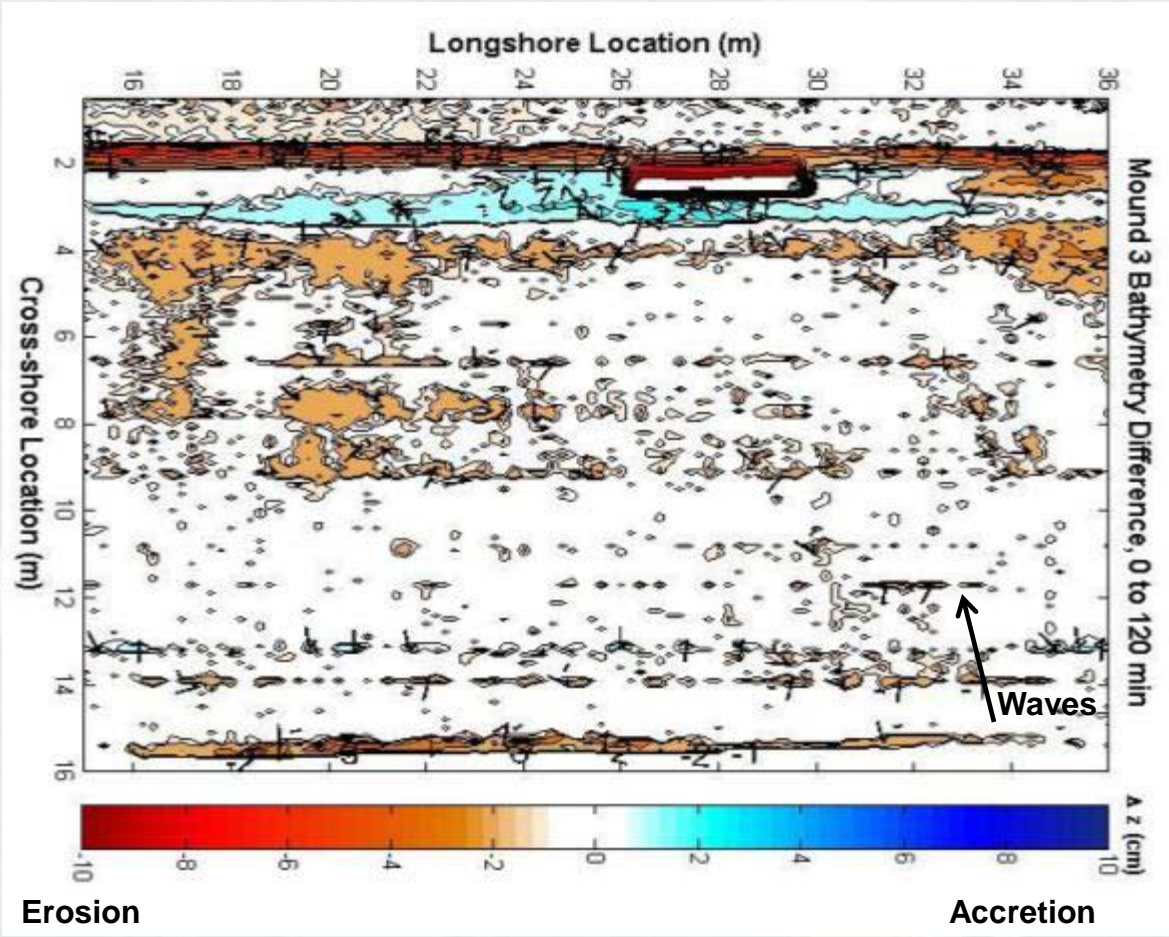 Longshore Location (m)
16 18 20 22 24 26 28 30 32 34 36
Mound 3 Bathymetry Difference, 0 to 120 min
2
4
6
8
10
12
14
16
Cross-shore Location (m)
Waves
Δ z (cm)
-10 -8 -6 -4 -2 0 2 4 6 8 10
Erosion
Accretion